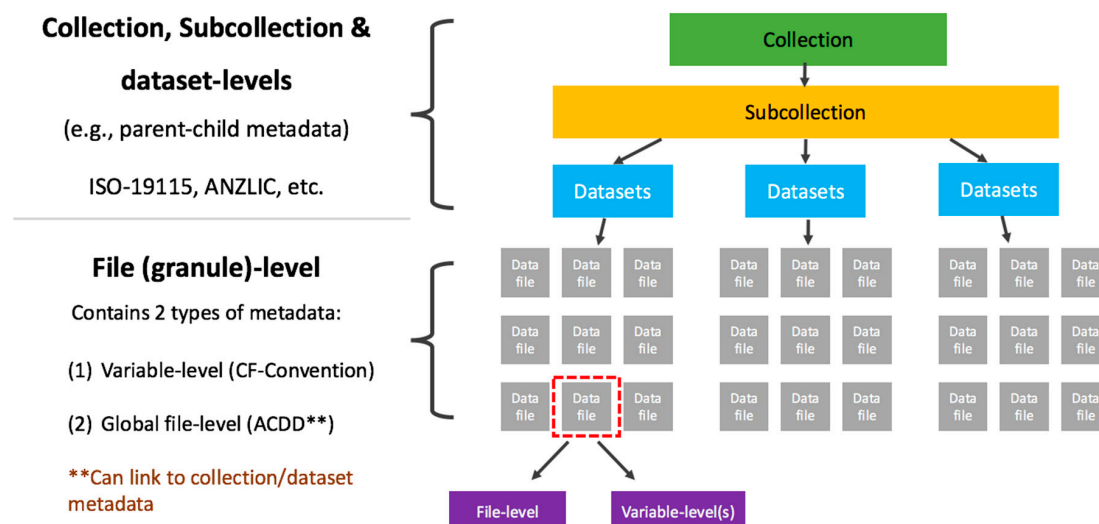 Collection, Subcollection &
dataset-levels
(e.g., parent-child metadata)
ISO-19115, ANZLIC, etc.
File (granule)-level
Contains 2 types of metadata:
(1) Variable-level (CF-Convention)
(2) Global file-level (ACDD**)
**Can link to collection/dataset
metadata
Collection
Subcollection
Datasets
Datasets
Datasets
Data Data Data Data Data Data Data Data Data
file file file file file file file file file
Data Data Data Data Data Data Data Data Data
file file file file file file file file file
Data Data Data Data Data Data Data Data Data
file file file file file file file file file
File-level
Variable-level(s)